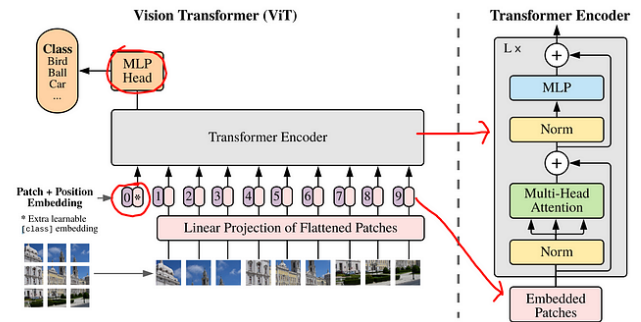 Vision Transformer (ViT)
Class
Bird
Ball
Car
...
MLP
Head
Transformer Encoder
Patch + Position
Embedding
* Extra learnable
[class] embedding
0 * 1 2 3 4 5 6 7 8 9
Linear Projection of Flattened Patches
Transformer Encoder
L x
+
MLP
Norm
+
Multi-Head
Attention
Norm
Embedded
Patches